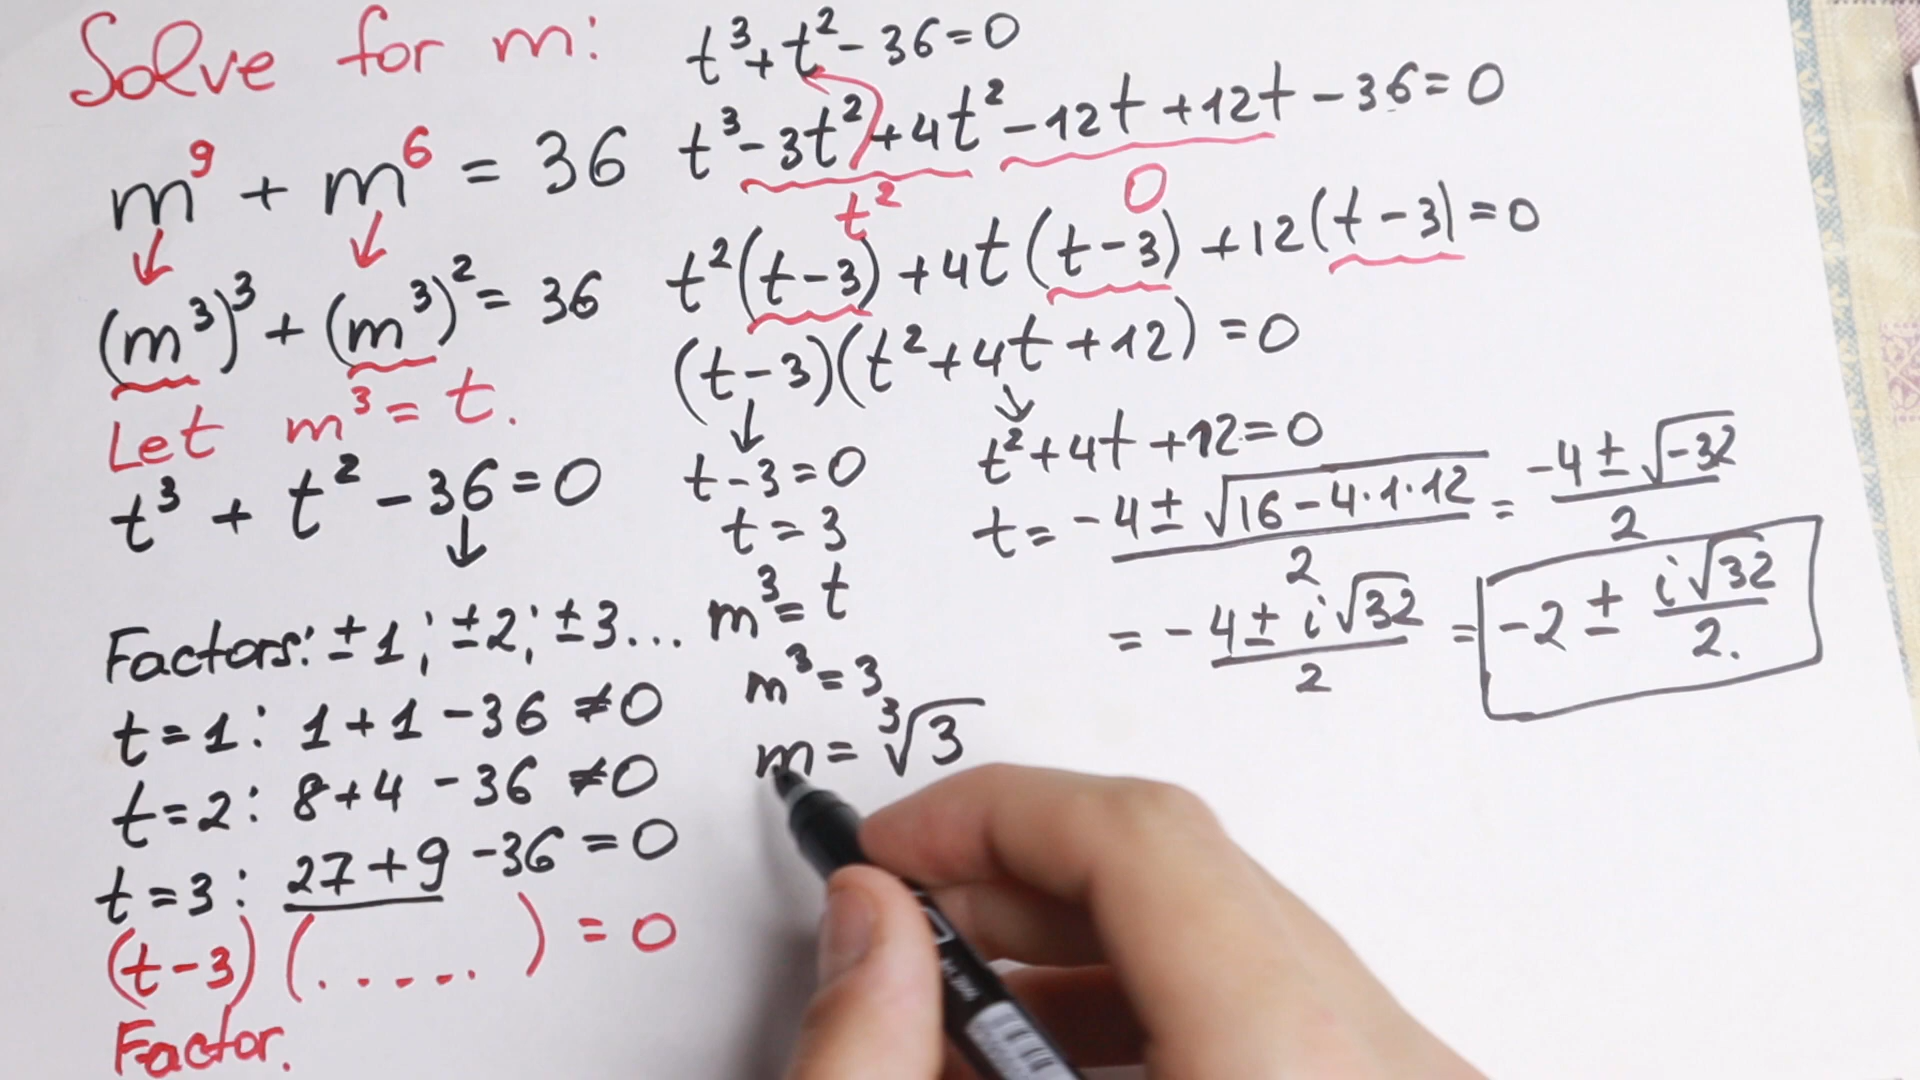 Solve for m:
m⁹ + m⁶ = 36
(m³)³ + (m³)² = 36
Let m³ = t.
t³ + t² - 36 = 0
Factors: ±1; ±2; ±3...
t = 1: 1 + 1 - 36 ≠ 0
t = 2: 8 + 4 - 36 ≠ 0
t = 3: 27 + 9 - 36 = 0
(t - 3) (.....) = 0
Factor.
t³ + t² - 36 = 0
t³ - 3t² + 4t² - 12t + 12t - 36 = 0
t² 0
t²(t - 3) + 4t(t - 3) + 12(t - 3) = 0
(t - 3)(t² + 4t + 12) = 0
t - 3 = 0
t = 3
m³ = t
m³ = 3
m = ³√3
t² + 4t + 12 = 0
t = (-4 ± √(16 - 4·1·12))/2 = (-4 ± √-32)/2
= (-4 ± i√32)/2 = -2 ± i√32/2.